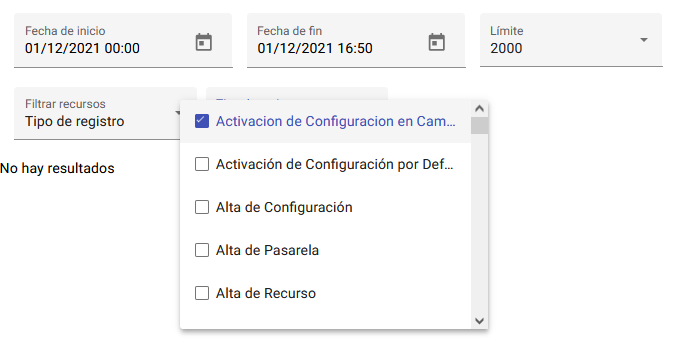 Fecha de inicio
01/12/2021 00:00
Fecha de fin
01/12/2021 16:50
Límite
2000
Filtrar recursos
Tipo de registro
Activacion de Configuracion en Cam...
Activación de Configuración por Def...
Alta de Configuración
Alta de Pasarela
Alta de Recurso
No hay resultados